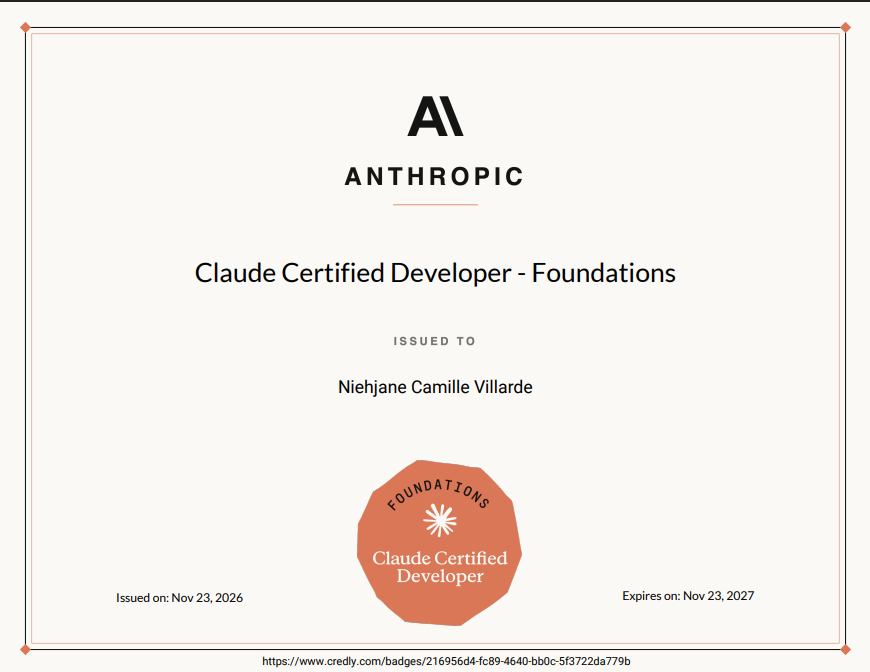 ANTHROPIC
Claude Certified Developer - Foundations
ISSUED TO
Niehjane Camille Villarde
FOUNDATIONS
Claude Certified
Developer
Issued on: Nov 23, 2026
Expires on: Nov 23, 2027
https://www.credly.com/badges/216956d4-fc89-4640-bb0c-5f3722da779b